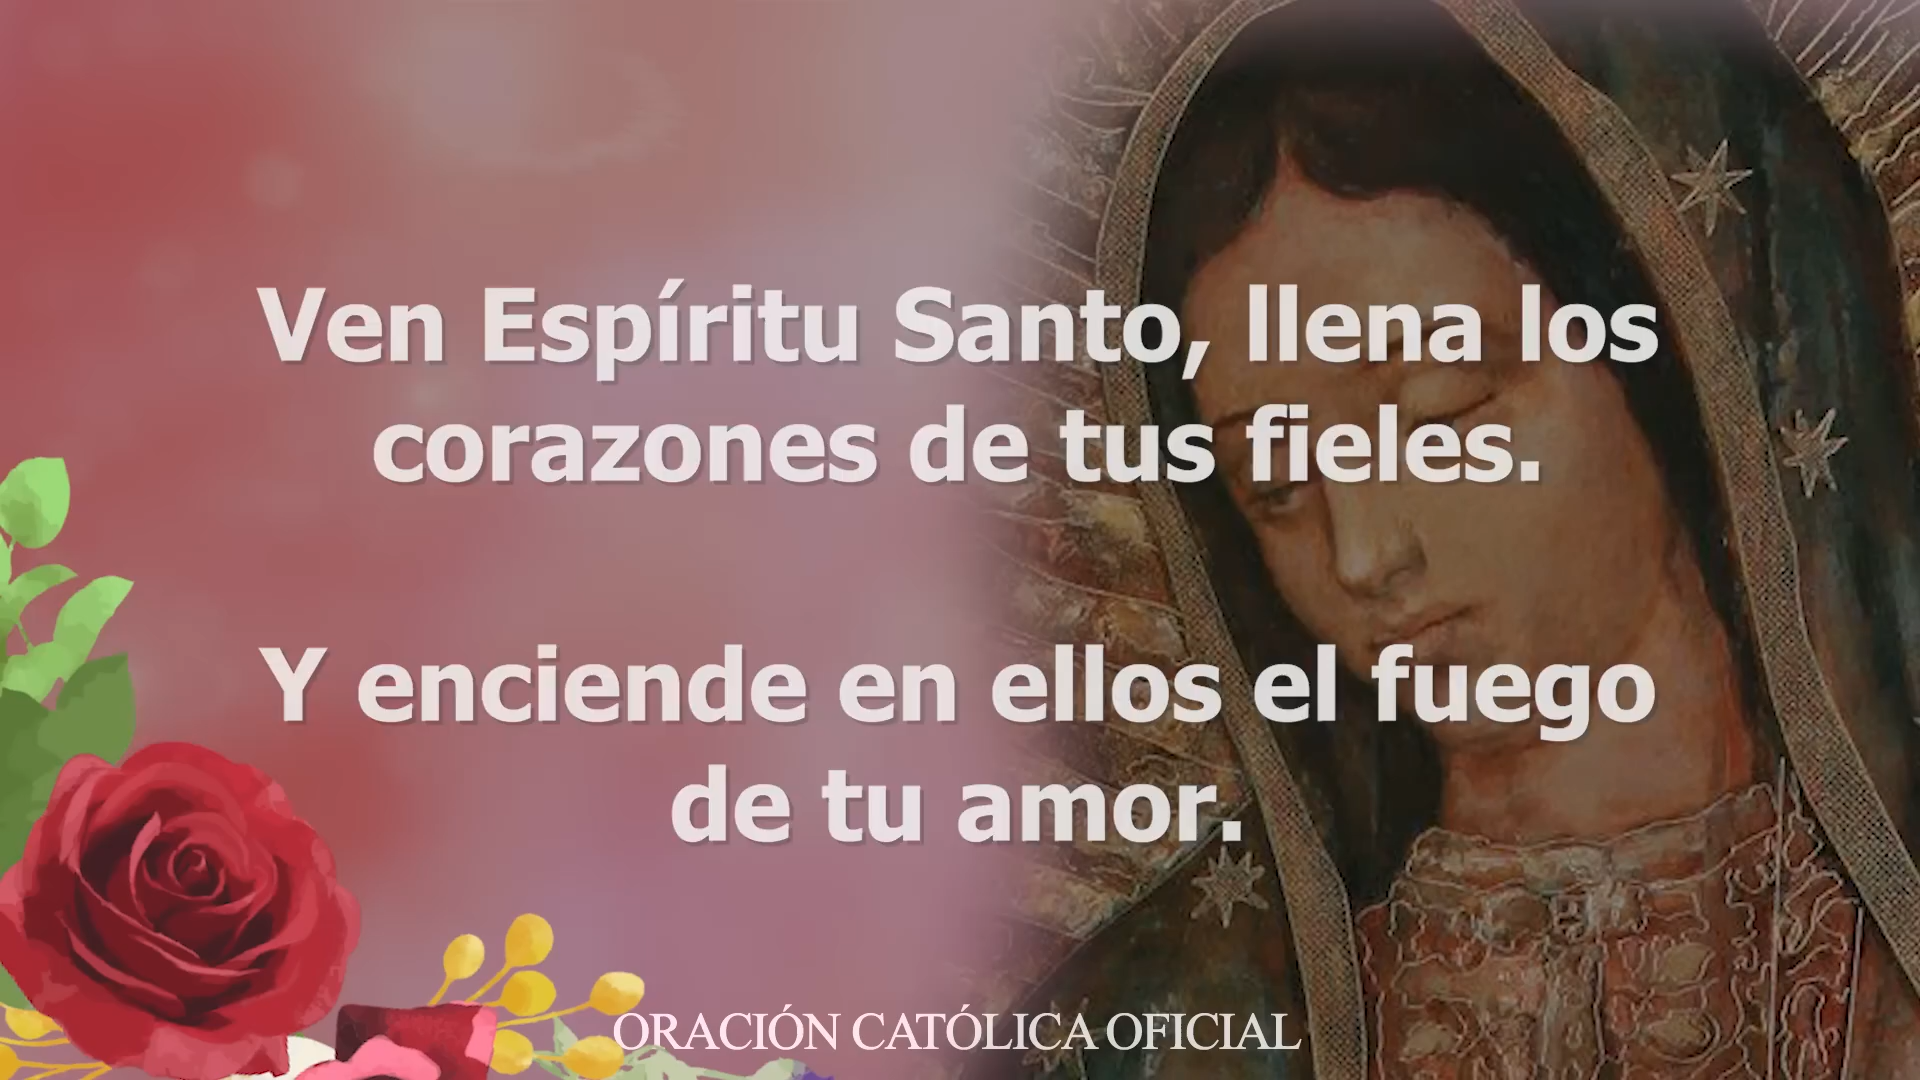 Ven Espíritu Santo, llena los
corazones de tus fieles.
Y enciende en ellos el fuego
de tu amor.
ORACIÓN CATÓLICA OFICIAL